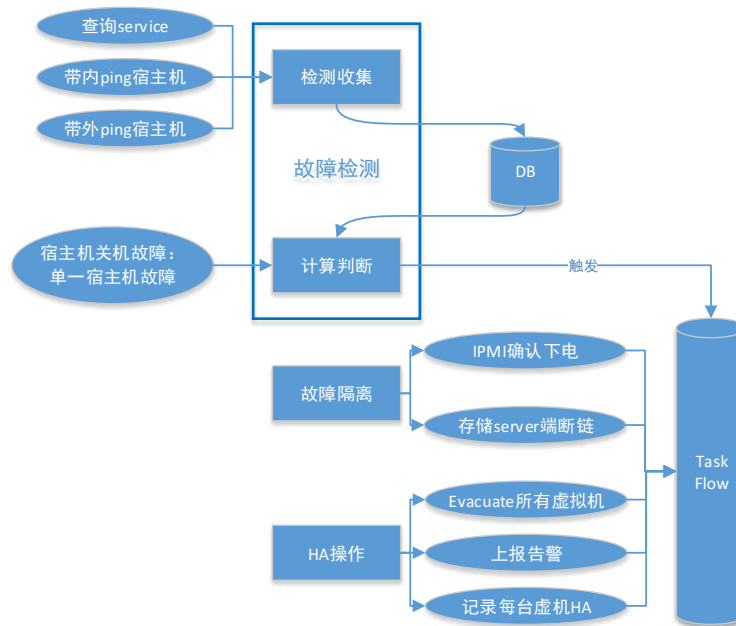 查询service
带内ping宿主机
带外ping宿主机
检测收集
故障检测
DB
宿主机关机故障：
单一宿主机故障
计算判断
触发
IPMI确认下电
故障隔离
存储server端断链
Task
Flow
Evacuate所有虚拟机
HA操作
上报告警
记录每台虚机HA